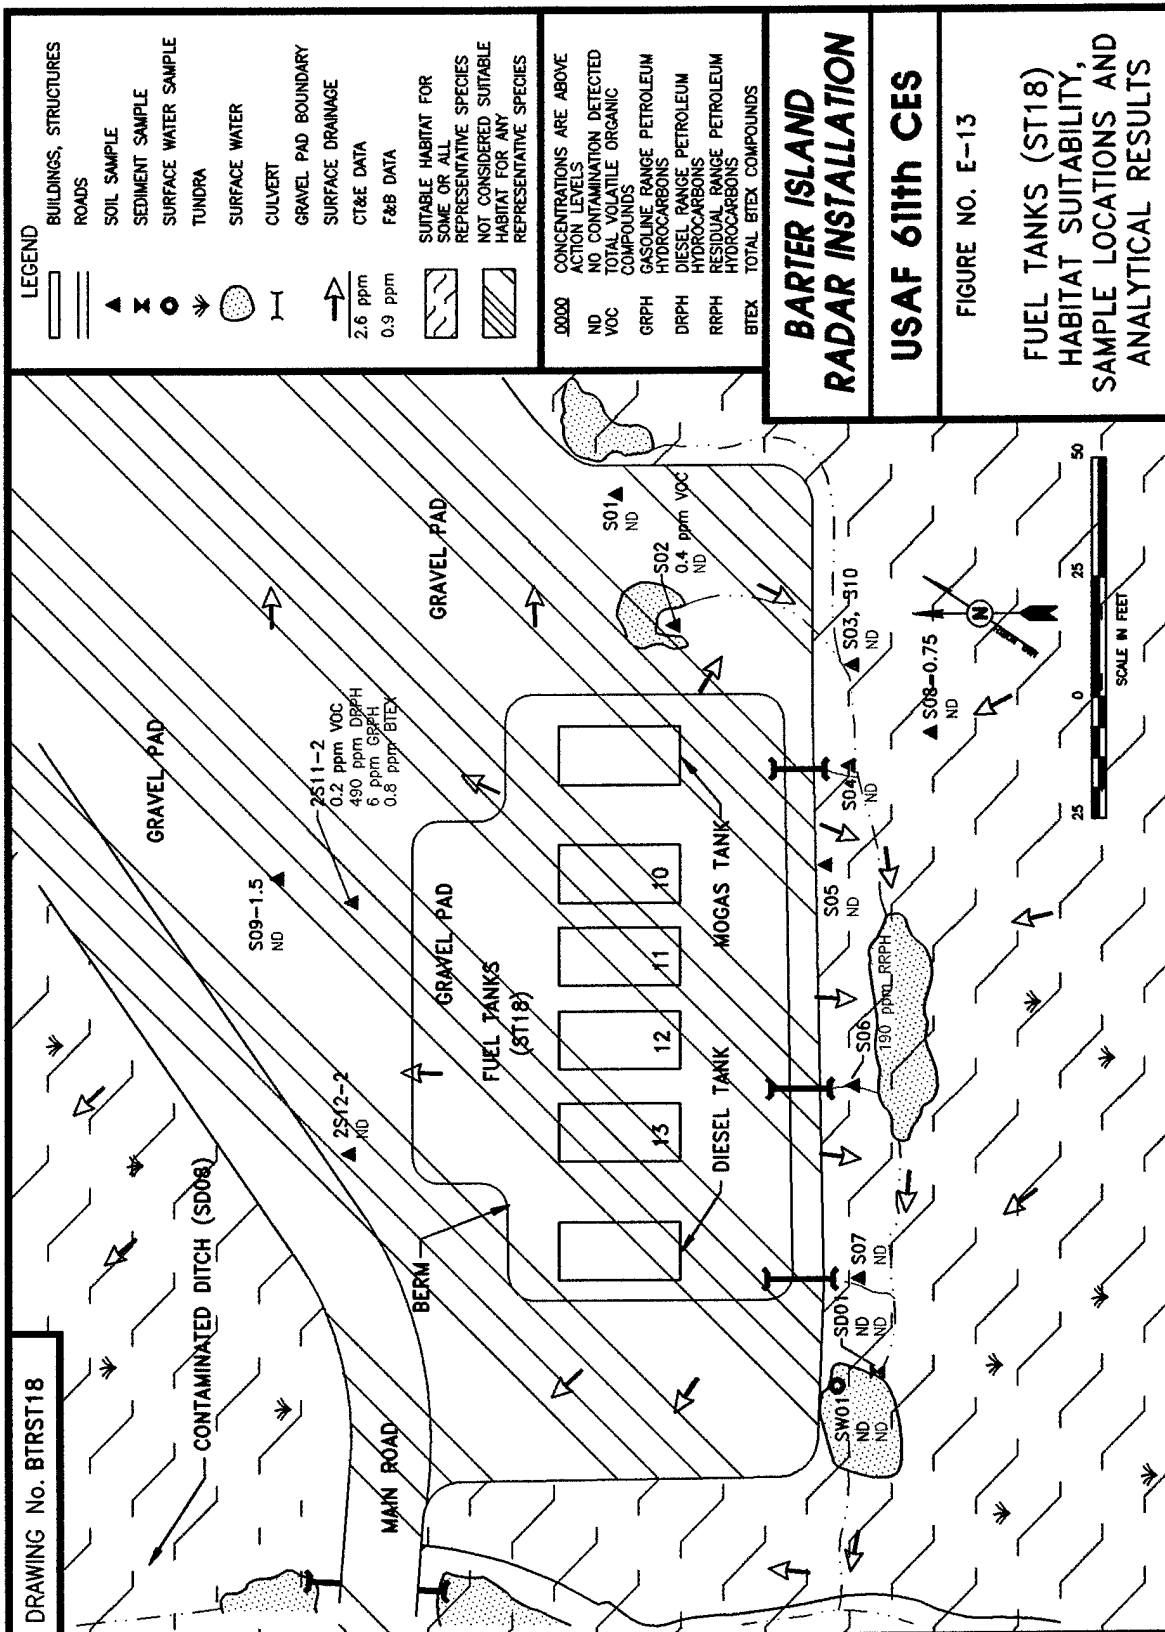 DRAWING No. BTRST18
CONTAMINATED DITCH (SD08)
MAIN ROAD
BERM
2S12-2
ND
S09-1.5
ND
2S11-2
0.2 ppm VOC
490 ppm DRPH
6 ppm GRPH
0.8 ppm BTEX
GRAVEL PAD
GRAVEL PAD
GRAVEL PAD
FUEL TANKS
(ST18)
13
12
11
10
DIESEL TANK
MOGAS TANK
S01
ND
S02
0.4 ppm VOC
ND
S03, S10
ND
S04
ND
S05
ND
S06
190 ppm RRPH
S07
ND
SD01
ND
ND
SW01
ND
ND
S08-0.75
ND
N
25
0
25
50
SCALE IN FEET
LEGEND
BUILDINGS, STRUCTURES
ROADS
SOIL SAMPLE
SEDIMENT SAMPLE
SURFACE WATER SAMPLE
TUNDRA
SURFACE WATER
CULVERT
GRAVEL PAD BOUNDARY
SURFACE DRAINAGE
2.6 ppm CT&E DATA
0.9 ppm F&B DATA
SUITABLE HABITAT FOR
SOME OR ALL
REPRESENTATIVE SPECIES
NOT CONSIDERED SUITABLE
HABITAT FOR ANY
REPRESENTATIVE SPECIES
0000 CONCENTRATIONS ARE ABOVE
ACTION LEVELS
ND NO CONTAMINATION DETECTED
VOC TOTAL VOLATILE ORGANIC
COMPOUNDS
GRPH GASOLINE RANGE PETROLEUM
HYDROCARBONS
DRPH DIESEL RANGE PETROLEUM
HYDROCARBONS
RRPH RESIDUAL RANGE PETROLEUM
HYDROCARBONS
BTEX TOTAL BTEX COMPOUNDS
BARTER ISLAND
RADAR INSTALLATION
USAF 611th CES
FIGURE NO. E-13
FUEL TANKS (ST18)
HABITAT SUITABILITY,
SAMPLE LOCATIONS AND
ANALYTICAL RESULTS